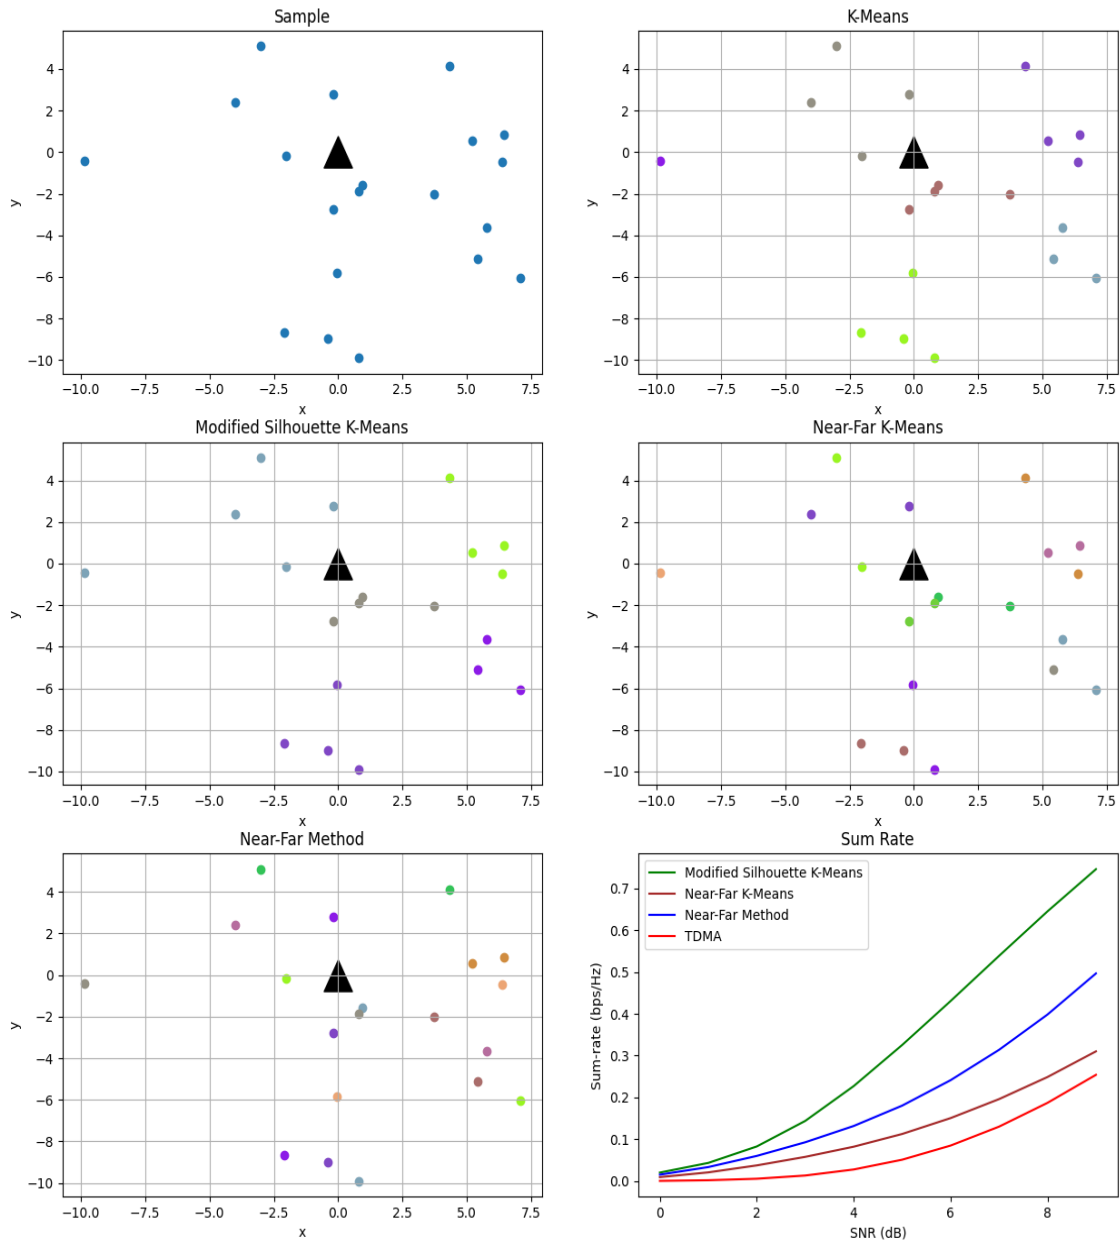 Sample
4
2
0
−2
−4
−6
−8
−10
y
−10.0 −7.5 −5.0 −2.5 0.0 2.5 5.0 7.5
x
K-Means
4
2
0
−2
−4
−6
−8
−10
y
−10.0 −7.5 −5.0 −2.5 0.0 2.5 5.0 7.5
x
Modified Silhouette K-Means
4
2
0
−2
−4
−6
−8
−10
y
−10.0 −7.5 −5.0 −2.5 0.0 2.5 5.0 7.5
x
Near-Far K-Means
4
2
0
−2
−4
−6
−8
−10
y
−10.0 −7.5 −5.0 −2.5 0.0 2.5 5.0 7.5
x
Near-Far Method
4
2
0
−2
−4
−6
−8
−10
y
−10.0 −7.5 −5.0 −2.5 0.0 2.5 5.0 7.5
x
Sum Rate
Modified Silhouette K-Means
Near-Far K-Means
Near-Far Method
TDMA
0.7
0.6
0.5
0.4
0.3
0.2
0.1
0.0
Sum-rate (bps/Hz)
0 2 4 6 8
SNR (dB)